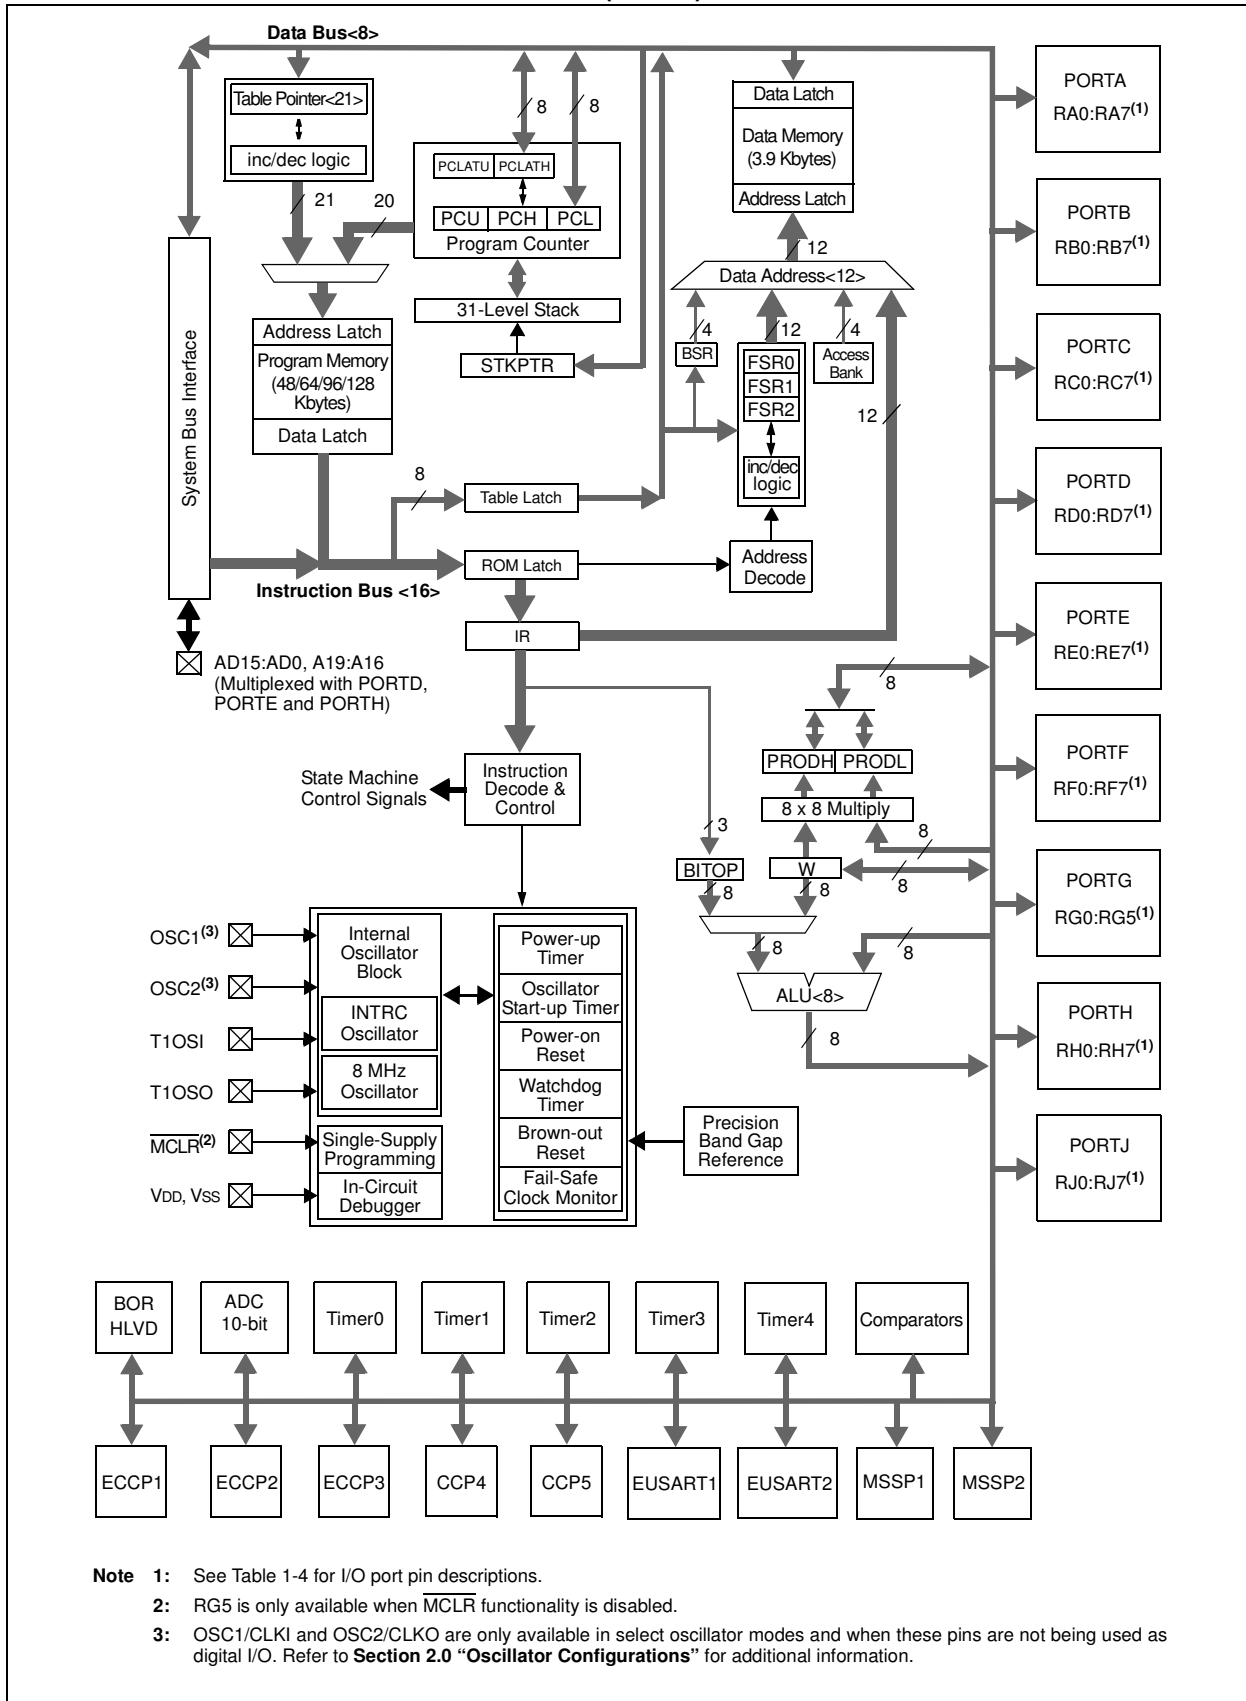 Data Bus<8>
Table Pointer<21>
inc/dec logic
21
20
8
8
PCLATU PCLATH
PCU PCH PCL
Program Counter
31-Level Stack
STKPTR
Data Latch
Data Memory
(3.9 Kbytes)
Address Latch
12
Data Address<12>
4
12
4
BSR
FSR0
FSR1
FSR2
inc/dec
logic
Access
Bank
12
Address
Decode
System Bus Interface
Address Latch
Program Memory
(48/64/96/128
Kbytes)
Data Latch
8
Table Latch
ROM Latch
Instruction Bus <16>
IR
AD15:AD0, A19:A16
(Multiplexed with PORTD,
PORTE and PORTH)
State Machine
Control Signals
Instruction
Decode &
Control
8
PRODH PRODL
8 x 8 Multiply
3
8
BITOP
W
8
8
8
8
8
ALU<8>
8
PORTA
RA0:RA7(1)
PORTB
RB0:RB7(1)
PORTC
RC0:RC7(1)
PORTD
RD0:RD7(1)
PORTE
RE0:RE7(1)
PORTF
RF0:RF7(1)
PORTG
RG0:RG5(1)
PORTH
RH0:RH7(1)
PORTJ
RJ0:RJ7(1)
OSC1(3)
OSC2(3)
T1OSI
T1OSO
MCLR(2)
VDD, VSS
Internal
Oscillator
Block
INTRC
Oscillator
8 MHz
Oscillator
Single-Supply
Programming
In-Circuit
Debugger
Power-up
Timer
Oscillator
Start-up Timer
Power-on
Reset
Watchdog
Timer
Brown-out
Reset
Fail-Safe
Clock Monitor
Precision
Band Gap
Reference
BOR
HLVD
ADC
10-bit
Timer0
Timer1
Timer2
Timer3
Timer4
Comparators
ECCP1
ECCP2
ECCP3
CCP4
CCP5
EUSART1
EUSART2
MSSP1
MSSP2
Note 1: See Table 1-4 for I/O port pin descriptions.
2: RG5 is only available when MCLR functionality is disabled.
3: OSC1/CLKI and OSC2/CLKO are only available in select oscillator modes and when these pins are not being used as
digital I/O. Refer to Section 2.0 “Oscillator Configurations” for additional information.